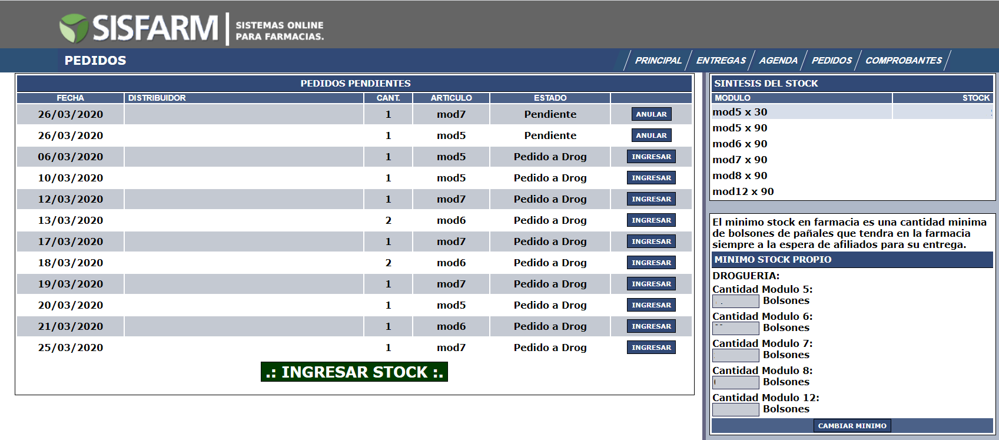 SISFARM
SISTEMAS ONLINE
PARA FARMACIAS.
PEDIDOS
PRINCIPAL ENTREGAS AGENDA PEDIDOS COMPROBANTES
PEDIDOS PENDIENTES
FECHA DISTRIBUIDOR CANT. ARTICULO ESTADO
26/03/2020 1 mod7 Pendiente ANULAR
26/03/2020 1 mod5 Pendiente ANULAR
06/03/2020 1 mod5 Pedido a Drog INGRESAR
10/03/2020 1 mod5 Pedido a Drog INGRESAR
12/03/2020 1 mod7 Pedido a Drog INGRESAR
13/03/2020 2 mod6 Pedido a Drog INGRESAR
17/03/2020 1 mod7 Pedido a Drog INGRESAR
18/03/2020 2 mod6 Pedido a Drog INGRESAR
19/03/2020 1 mod7 Pedido a Drog INGRESAR
20/03/2020 1 mod5 Pedido a Drog INGRESAR
21/03/2020 1 mod6 Pedido a Drog INGRESAR
25/03/2020 1 mod7 Pedido a Drog INGRESAR
.: INGRESAR STOCK :.
SINTESIS DEL STOCK
MODULO STOCK
mod5 x 30
mod5 x 90
mod6 x 90
mod7 x 90
mod8 x 90
mod12 x 90
El minimo stock en farmacia es una cantidad minima
de bolsones de pañales que tendra en la farmacia
siempre a la espera de afiliados para su entrega.
MINIMO STOCK PROPIO
DROGUERIA:
Cantidad Modulo 5:
Bolsones
Cantidad Modulo 6:
Bolsones
Cantidad Modulo 7:
Bolsones
Cantidad Modulo 8:
Bolsones
Cantidad Modulo 12:
Bolsones
CAMBIAR MINIMO